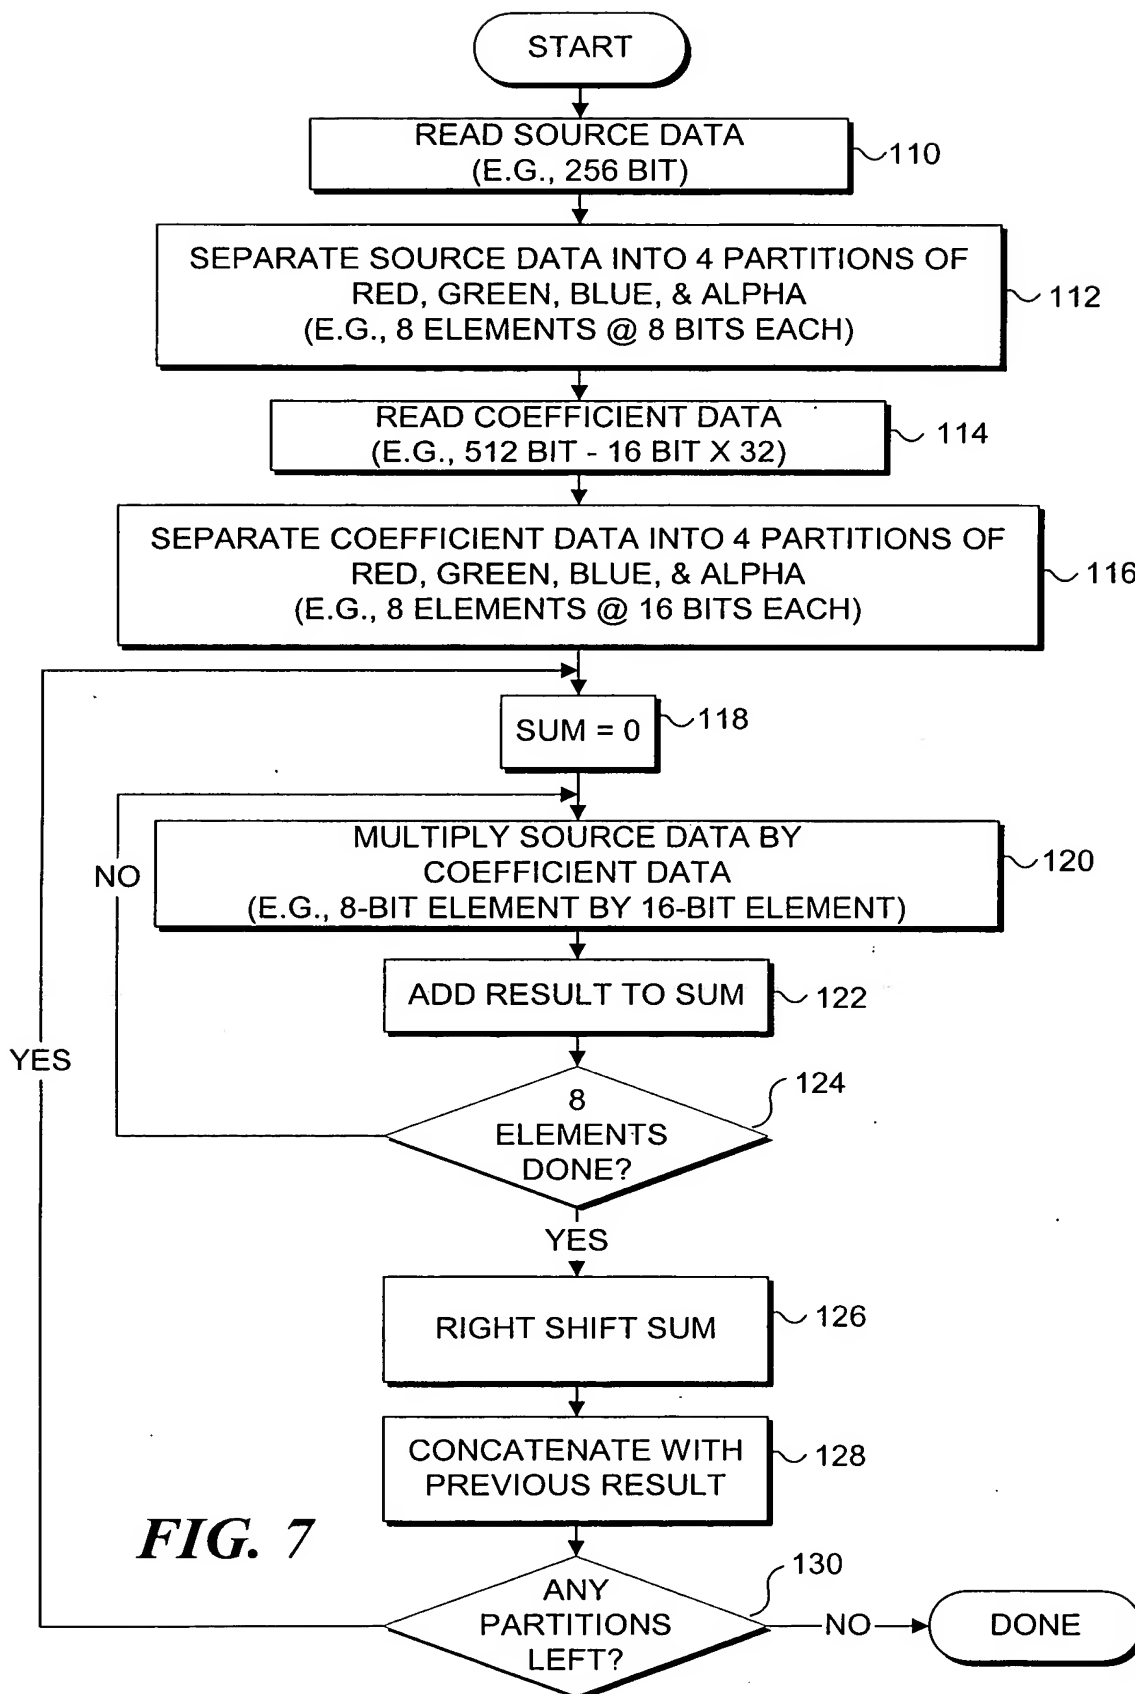 START
READ SOURCE DATA
(E.G., 256 BIT)
110
SEPARATE SOURCE DATA INTO 4 PARTITIONS OF
RED, GREEN, BLUE, & ALPHA
(E.G., 8 ELEMENTS @ 8 BITS EACH)
112
READ COEFFICIENT DATA
(E.G., 512 BIT - 16 BIT X 32)
114
SEPARATE COEFFICIENT DATA INTO 4 PARTITIONS OF
RED, GREEN, BLUE, & ALPHA
(E.G., 8 ELEMENTS @ 16 BITS EACH)
116
SUM = 0
118
MULTIPLY SOURCE DATA BY
COEFFICIENT DATA
(E.G., 8-BIT ELEMENT BY 16-BIT ELEMENT)
120
NO
ADD RESULT TO SUM
122
YES
8
ELEMENTS
DONE?
124
YES
RIGHT SHIFT SUM
126
CONCATENATE WITH
PREVIOUS RESULT
128
FIG. 7
ANY
PARTITIONS
LEFT?
130
NO
DONE